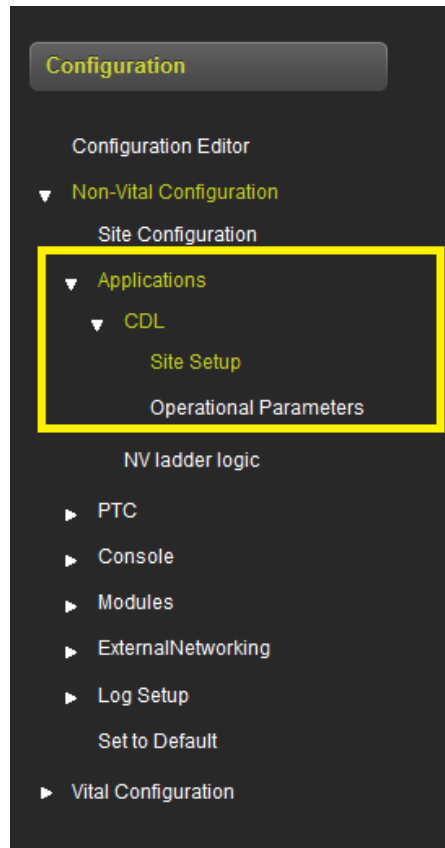 Configuration
Configuration Editor
Non-Vital Configuration
Site Configuration
Applications
CDL
Site Setup
Operational Parameters
NV ladder logic
PTC
Console
Modules
ExternalNetworking
Log Setup
Set to Default
Vital Configuration